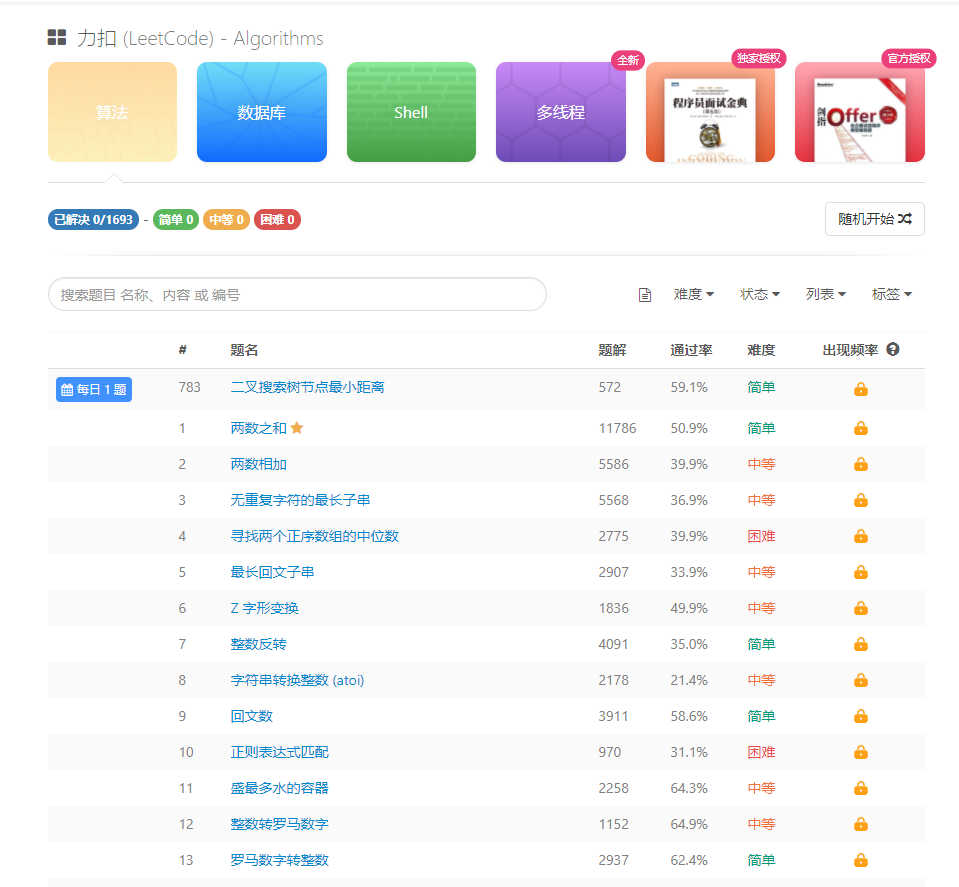 力扣 (LeetCode) - Algorithms
全新 独家授权 官方授权
算法 数据库 Shell 多线程 程序员面试金典 剑指Offer
已解决 0/1693 - 简单 0 中等 0 困难 0 随机开始
搜索题目 名称、内容 或 编号 难度 状态 列表 标签
# 题名 题解 通过率 难度 出现频率
每日 1 题 783 二叉搜索树节点最小距离 572 59.1% 简单
1 两数之和 11786 50.9% 简单
2 两数相加 5586 39.9% 中等
3 无重复字符的最长子串 5568 36.9% 中等
4 寻找两个正序数组的中位数 2775 39.9% 困难
5 最长回文子串 2907 33.9% 中等
6 Z 字形变换 1836 49.9% 中等
7 整数反转 4091 35.0% 简单
8 字符串转换整数 (atoi) 2178 21.4% 中等
9 回文数 3911 58.6% 简单
10 正则表达式匹配 970 31.1% 困难
11 盛最多水的容器 2258 64.3% 中等
12 整数转罗马数字 1152 64.9% 中等
13 罗马数字转整数 2937 62.4% 简单